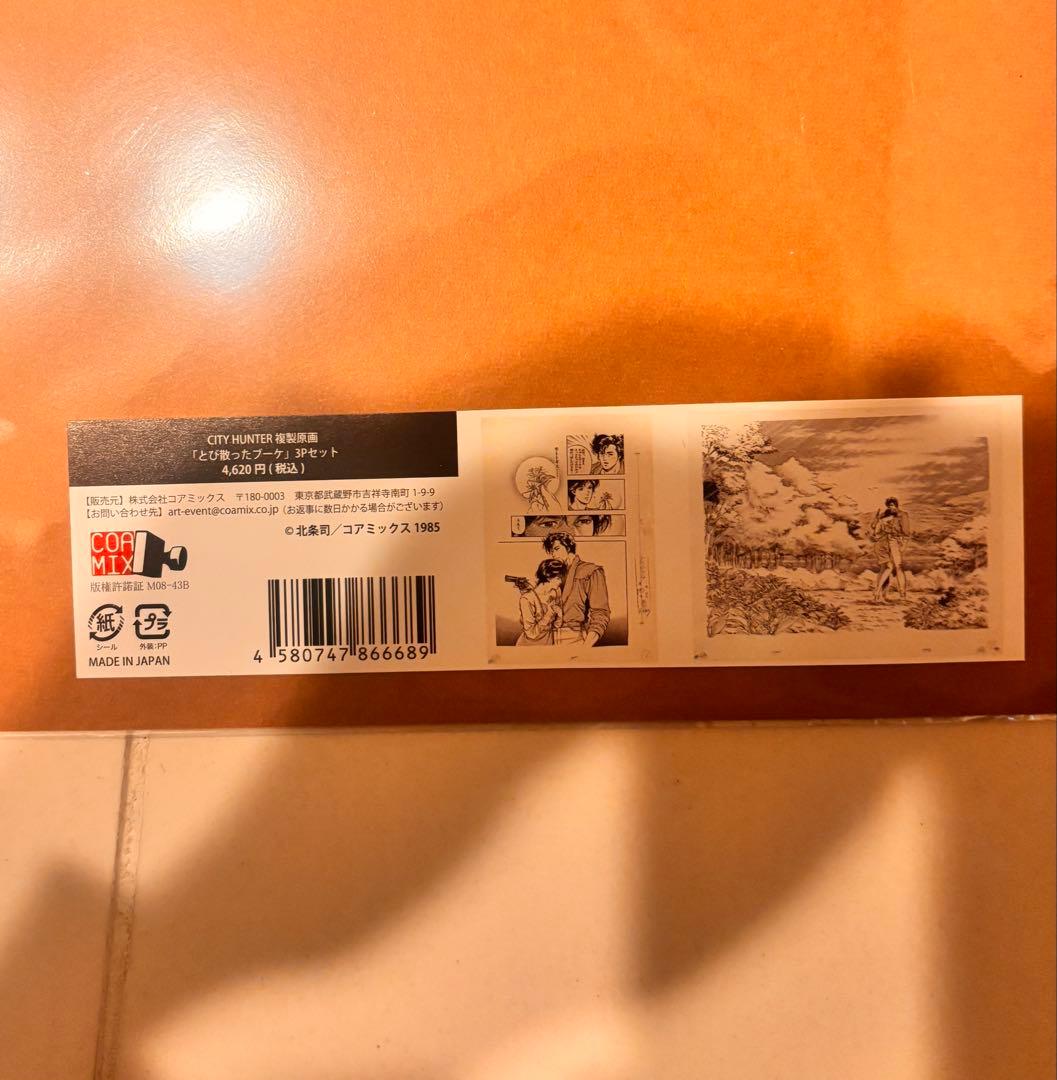 CITY HUNTER 複製原画
「とび散ったブーケ」3Pセット
4,620円(税込)
【販売元】株式会社コアミックス 〒180-0003 東京都武蔵野市吉祥寺南町 1-9-9
【お問い合わせ先】art-event@coamix.co.jp(お返事に数日かかる場合がございます)
©北条司/コアミックス 1985
COA
MIX
版権許諾証 M08-43B
紙
シール
プラ
外装:PP
MADE IN JAPAN
4 580747 866689